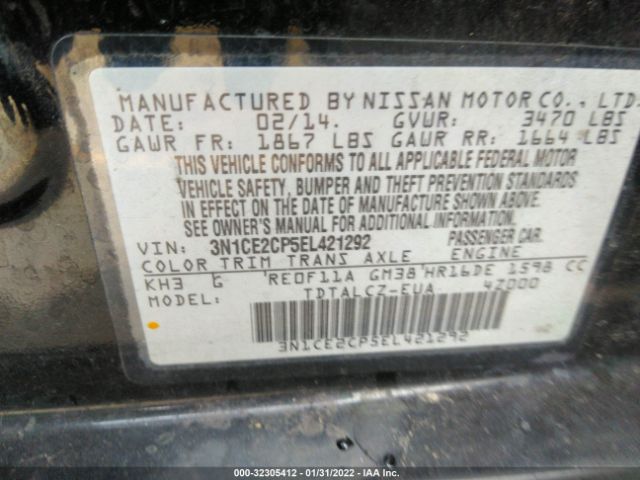 MANUFACTURED BY NISSAN MOTOR CO., LTD.
DATE: 02/14. GVWR: 3470 LBS
GAWR FR: 1867 LBS GAWR RR: 1664 LBS
THIS VEHICLE CONFORMS TO ALL APPLICABLE FEDERAL MOTOR
VEHICLE SAFETY, BUMPER AND THEFT PREVENTION STANDARDS
IN EFFECT ON THE DATE OF MANUFACTURE SHOWN ABOVE.
SEE OWNER'S MANUAL FOR ADDITIONAL INFORMATION.
VIN: 3N1CE2CP5EL421292 PASSENGER CAR.
COLOR TRIM TRANS AXLE ENGINE
KH3 G RE0F11A GM38 HR16DE 1598 CC
MODEL: TDTALCZ-EUA 4Z000
3N1CE2CP5EL421292
000-32305412 - 01/31/2022 - IAA Inc.